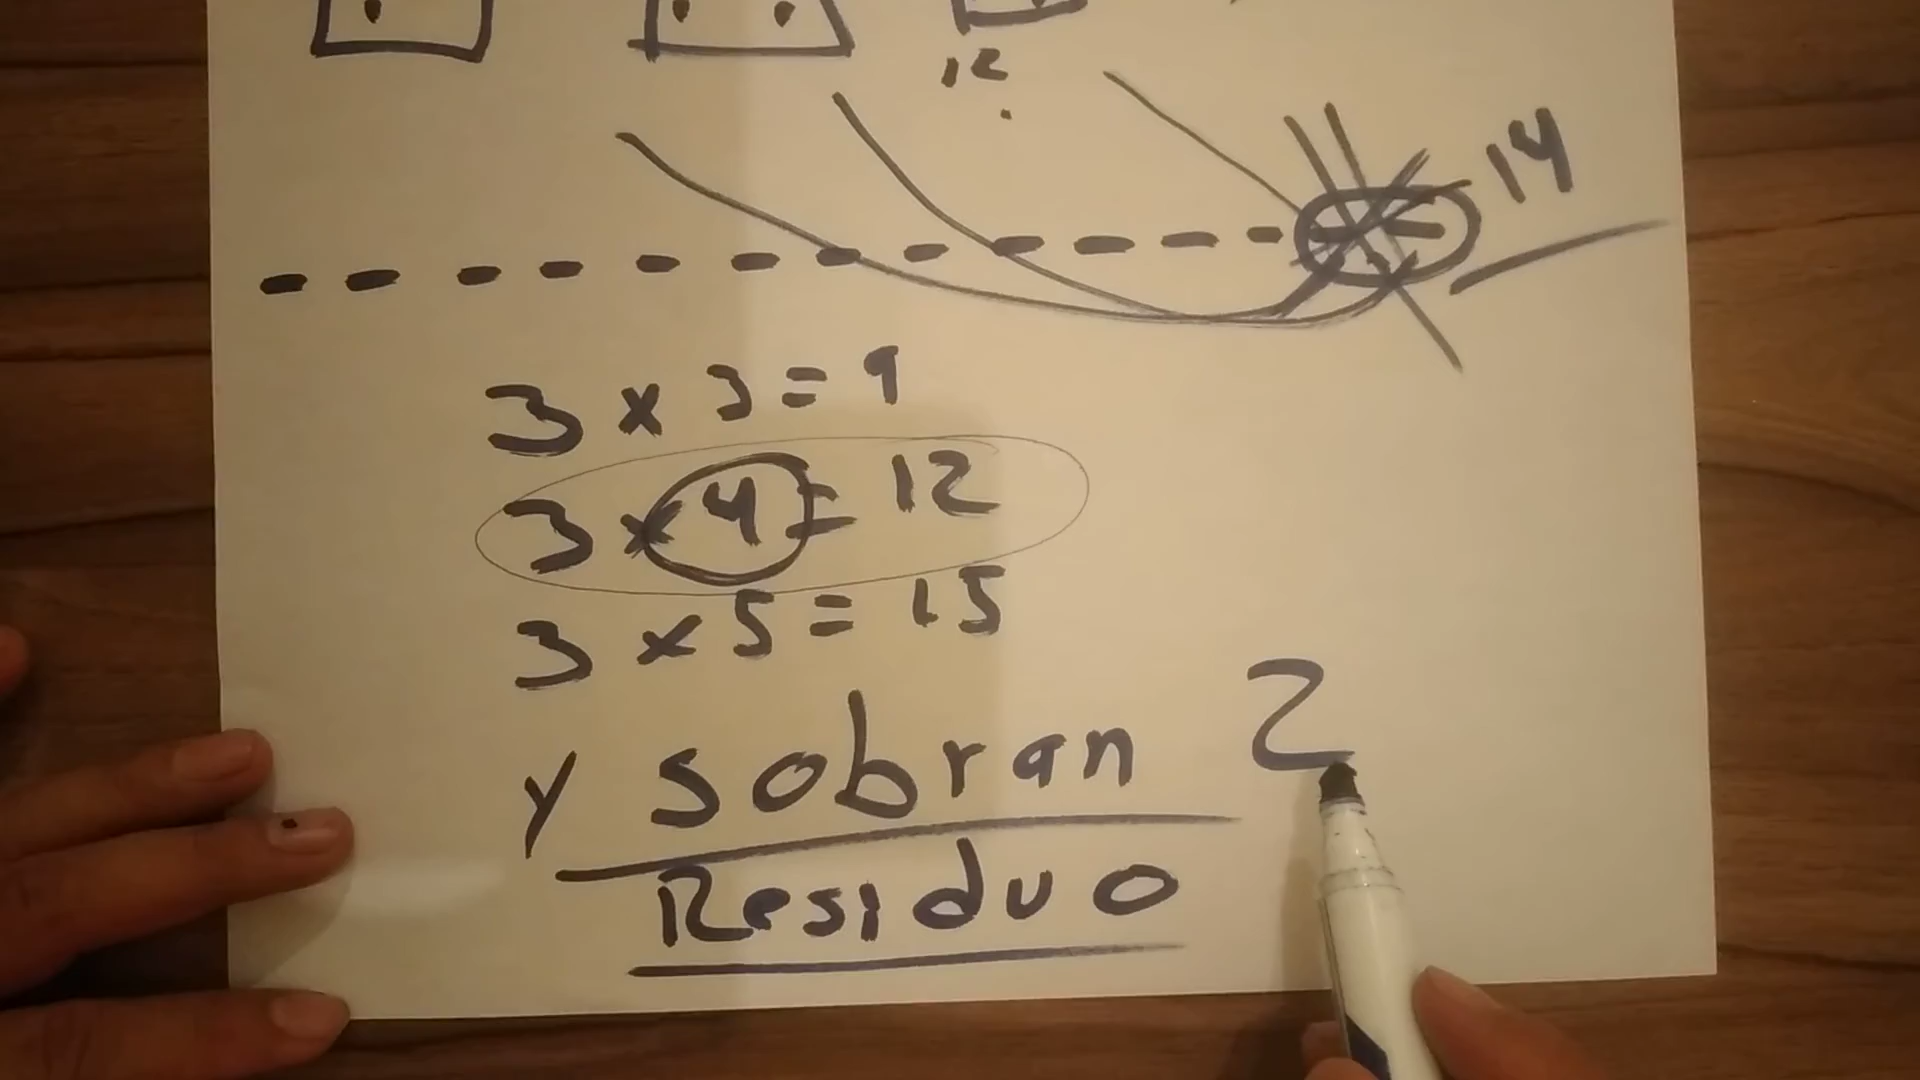 12
14
3 x 3 = 9
3 x 4 = 12
3 x 5 = 15
y sobran 2
Residuo